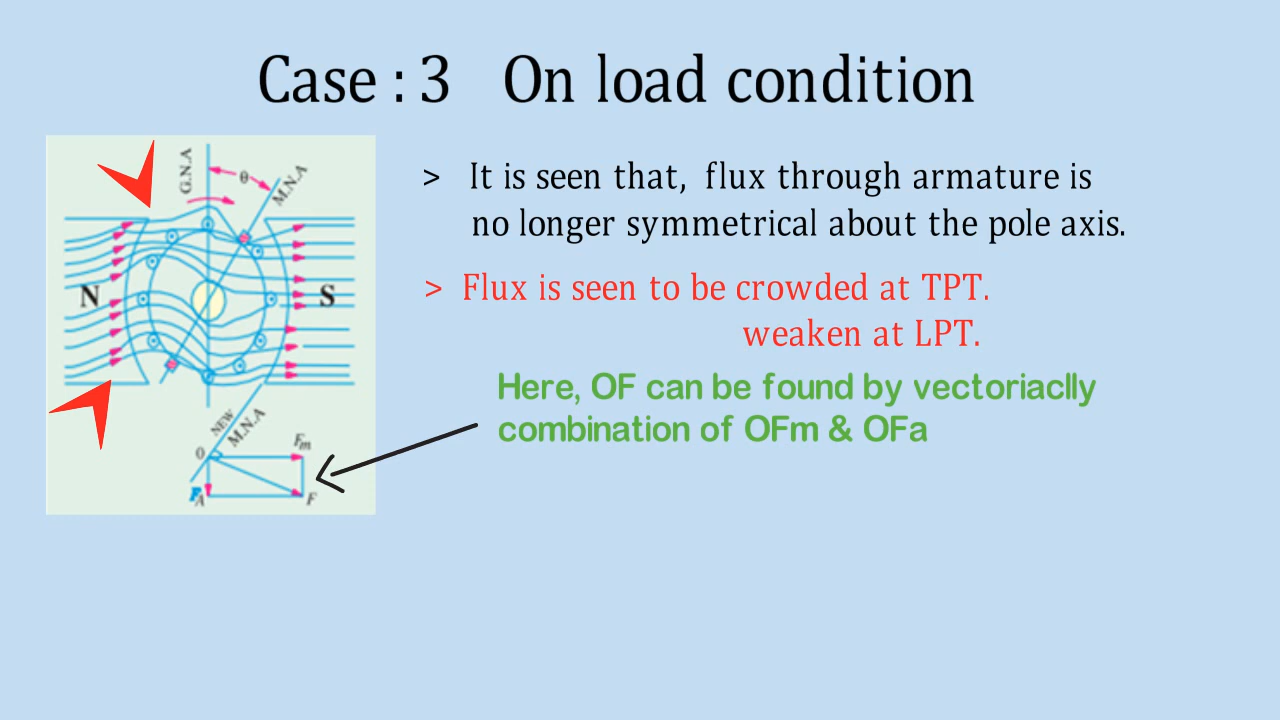 Case : 3 On load condition
G.N.A
θ
M.N.A
N
S
NEW
M.N.A
O
Fm
FA
F
> It is seen that, flux through armature is
no longer symmetrical about the pole axis.
> Flux is seen to be crowded at TPT.
weaken at LPT.
Here, OF can be found by vectoriaclly
combination of OFm & OFa